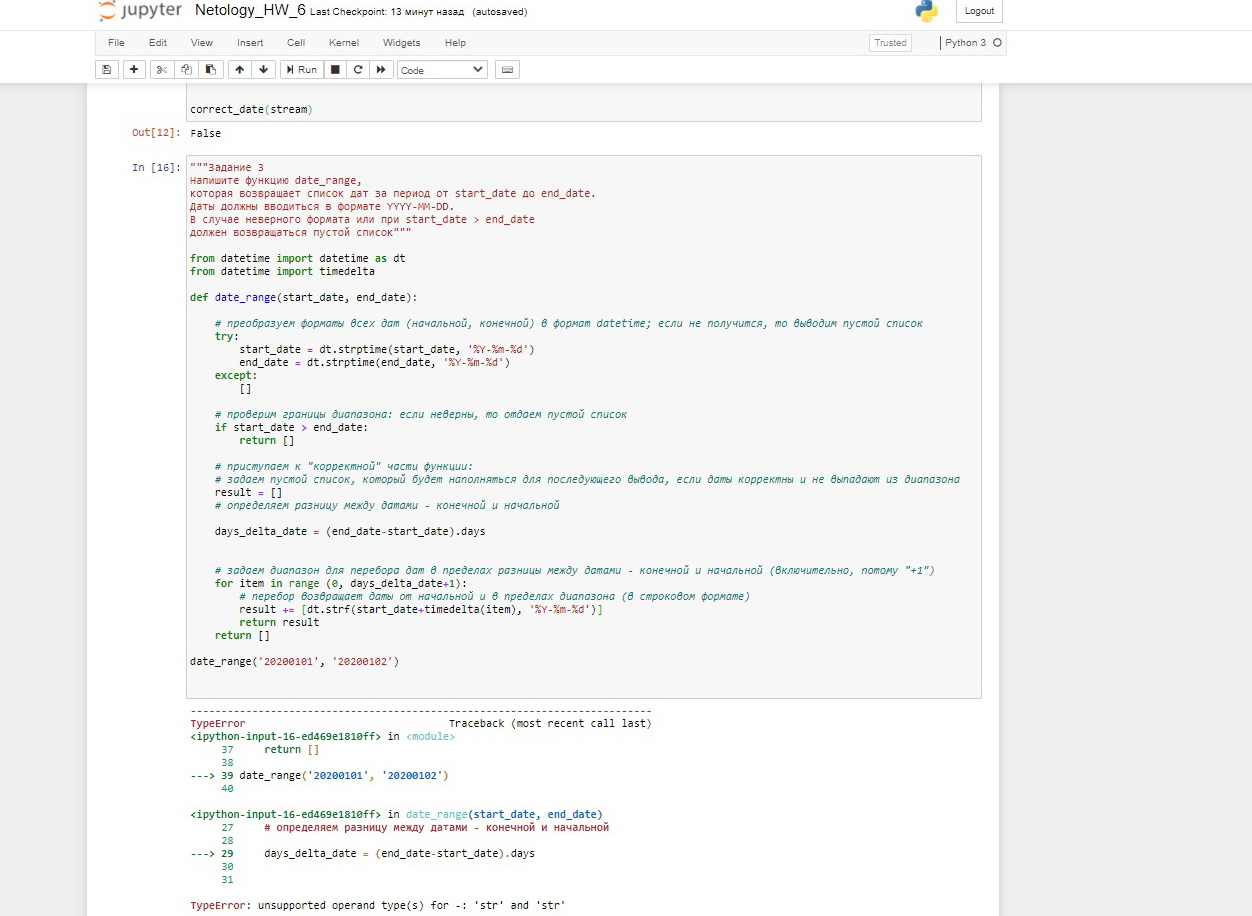 jupyter Netology_HW_6 Last Checkpoint: 13 минут назад (autosaved)
Logout
File Edit View Insert Cell Kernel Widgets Help
Trusted
Python 3
Run
Code
correct_date(stream)
Out[12]: False
In [16]: """Задание 3
Напишите функцию date_range,
которая возвращает список дат за период от start_date до end_date.
Даты должны вводиться в формате YYYY-MM-DD.
В случае неверного формата или при start_date > end_date
должен возвращаться пустой список"""
from datetime import datetime as dt
from datetime import timedelta
def date_range(start_date, end_date):
# преобразуем форматы всех дат (начальной, конечной) в формат datetime; если не получится, то выводим пустой список
try:
start_date = dt.strptime(start_date, '%Y-%m-%d')
end_date = dt.strptime(end_date, '%Y-%m-%d')
except:
[]
# проверим границы диапазона: если неверны, то отдаем пустой список
if start_date > end_date:
return []
# приступаем к "корректной" части функции:
# задаем пустой список, который будет наполняться для последующего вывода, если даты корректны и не выпадают из диапазона
result = []
# определяем разницу между датами - конечной и начальной
days_delta_date = (end_date-start_date).days
# задаем диапазон для перебора дат в пределах разницы между датами - конечной и начальной (включительно, потому "+1")
for item in range (0, days_delta_date+1):
# перебор возвращает даты от начальной и в пределах диапазона (в строковом формате)
result += [dt.strf(start_date+timedelta(item), '%Y-%m-%d')]
return result
return []
date_range('20200101', '20200102')
---------------------------------------------------------------------------
TypeError Traceback (most recent call last)
<ipython-input-16-ed469e1810ff> in <module>
37 return []
38
---> 39 date_range('20200101', '20200102')
40
<ipython-input-16-ed469e1810ff> in date_range(start_date, end_date)
27 # определяем разницу между датами - конечной и начальной
28
---> 29 days_delta_date = (end_date-start_date).days
30
31
TypeError: unsupported operand type(s) for -: 'str' and 'str'